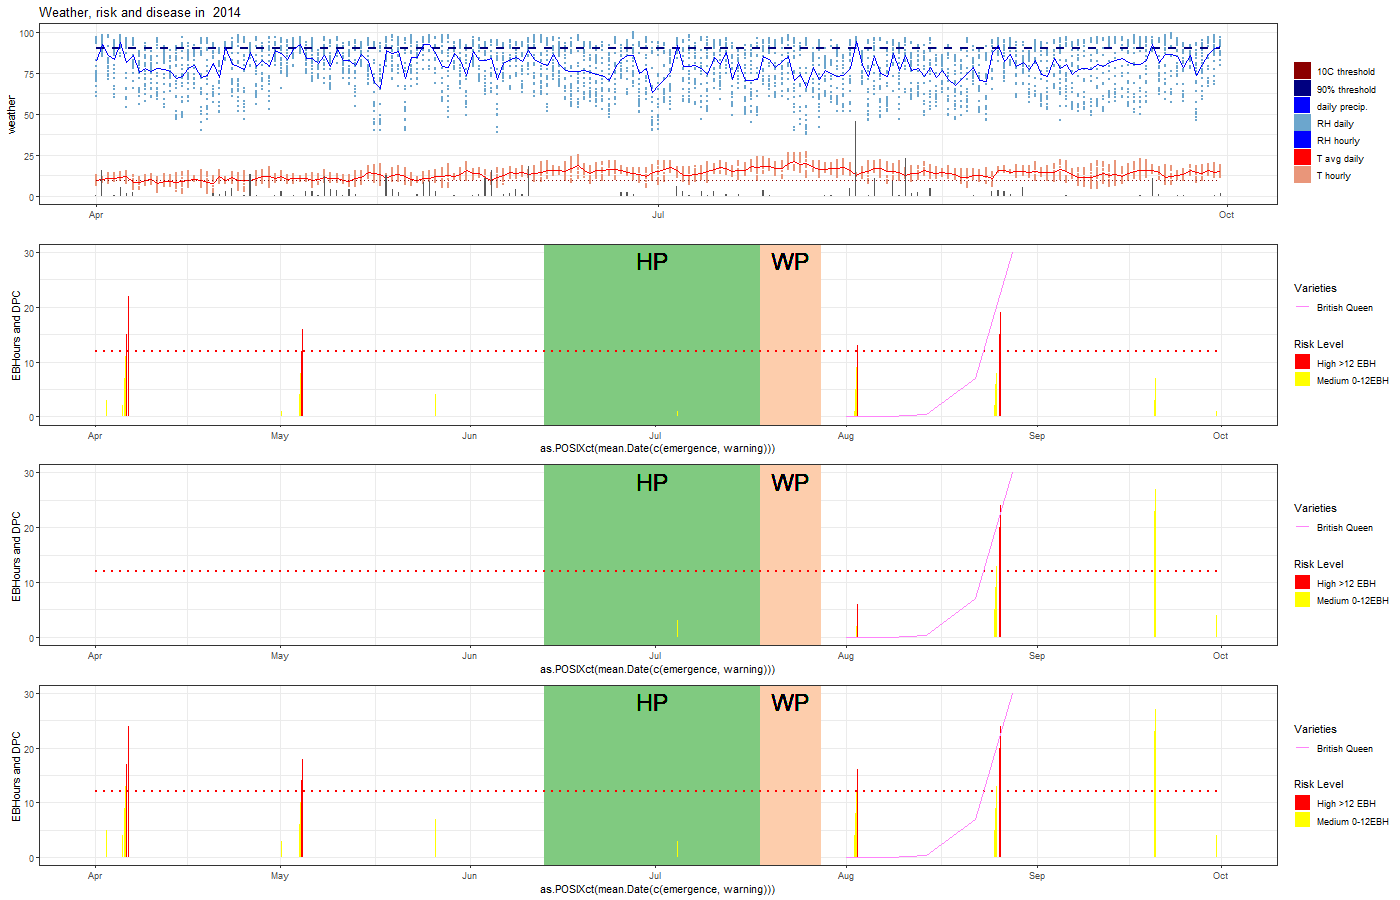 Weather, risk and disease in  2014
100
75
50
25
0
weather
Apr
Jul
Oct
10C threshold
90% threshold
daily precip.
RH daily
RH hourly
T avg daily
T hourly
30
20
10
0
EBHours and DPC
HP
WP
Apr
May
Jun
Jul
Aug
Sep
Oct
as.POSIXct(mean.Date(c(emergence, warning)))
Varieties
British Queen
Risk Level
High >12 EBH
Medium 0-12EBH
30
20
10
0
EBHours and DPC
HP
WP
Apr
May
Jun
Jul
Aug
Sep
Oct
as.POSIXct(mean.Date(c(emergence, warning)))
Varieties
British Queen
Risk Level
High >12 EBH
Medium 0-12EBH
30
20
10
0
EBHours and DPC
HP
WP
Apr
May
Jun
Jul
Aug
Sep
Oct
as.POSIXct(mean.Date(c(emergence, warning)))
Varieties
British Queen
Risk Level
High >12 EBH
Medium 0-12EBH